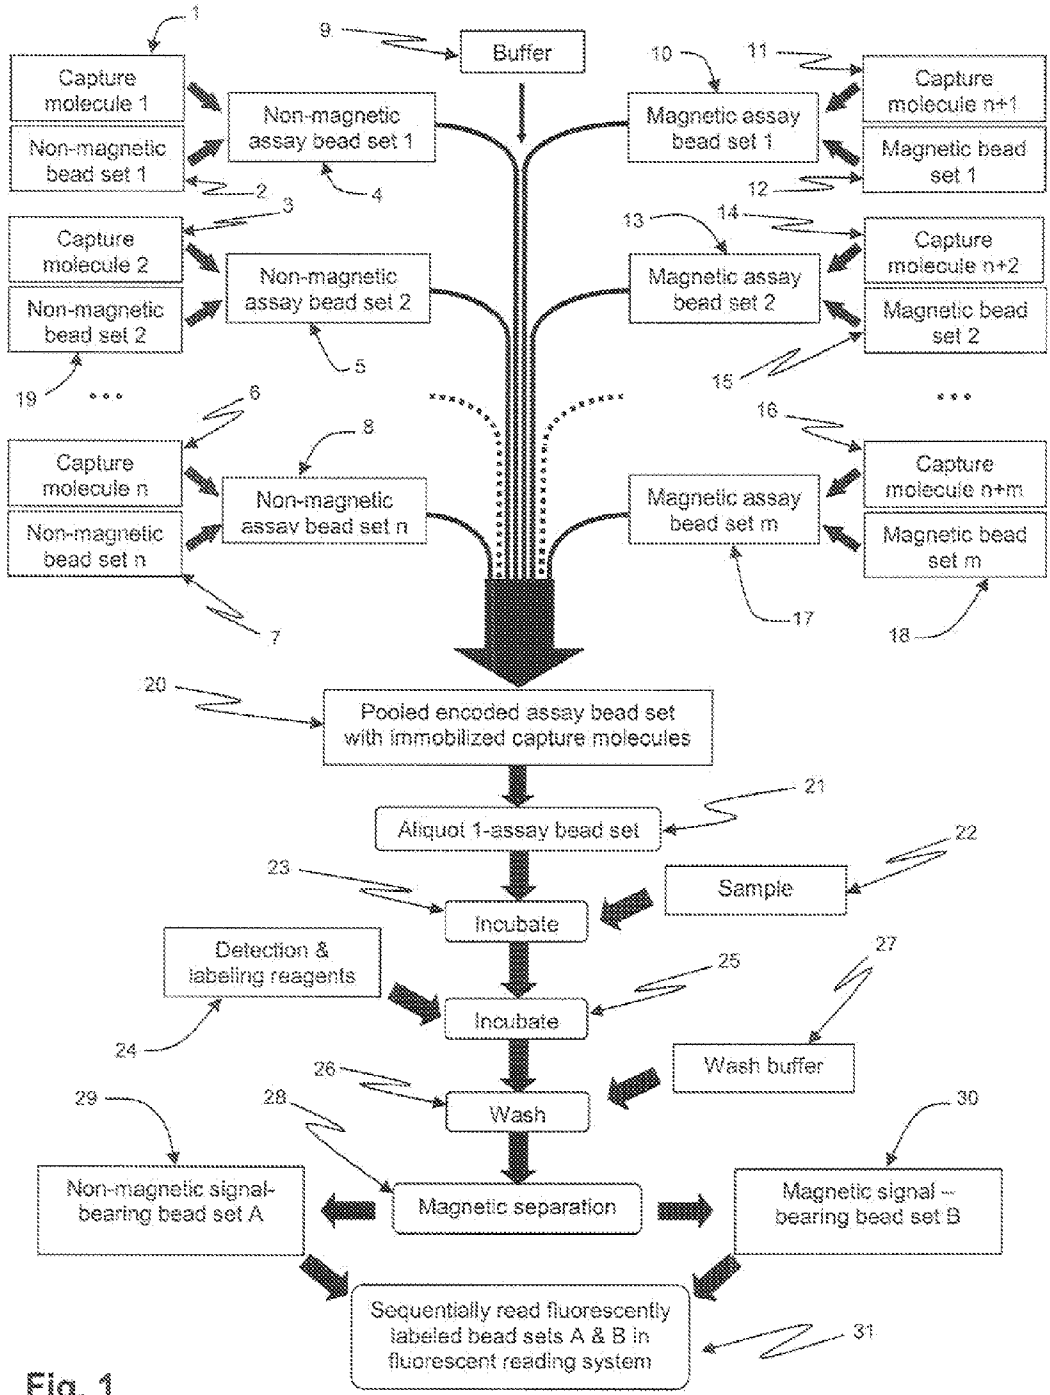 1
9
Buffer
10
11
Capture
molecule 1
Non-magnetic
bead set 1
Non-magnetic
assay bead set 1
Magnetic assay
bead set 1
Capture
molecule n+1
Magnetic bead
set 1
2
4
12
3
13
14
Capture
molecule 2
Non-magnetic
bead set 2
Non-magnetic
assay bead set 2
Magnetic assay
bead set 2
Capture
molecule n+2
Magnetic bead
set 2
19
5
15
• • •
• • •
6
8
16
Capture
molecule n
Non-magnetic
bead set n
Non-magnetic
assay bead set n
Magnetic assay
bead set m
Capture
molecule n+m
Magnetic bead
set m
7
17
18
20
Pooled encoded assay bead set
with immobilized capture molecules
21
Aliquot 1-assay bead set
22
23
Sample
Incubate
Detection &
labeling reagents
25
27
Incubate
24
26
Wash buffer
Wash
29
28
30
Non-magnetic signal-
bearing bead set A
Magnetic separation
Magnetic signal –
bearing bead set B
Sequentially read fluorescently
labeled bead sets A & B in
fluorescent reading system
31
Fig. 1